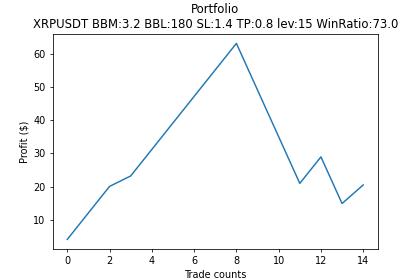 Portfolio
XRPUSDT BBM:3.2 BBL:180 SL:1.4 TP:0.8 lev:15 WinRatio:73.0
Profit ($)
60
50
40
30
20
10
0 2 4 6 8 10 12 14
Trade counts